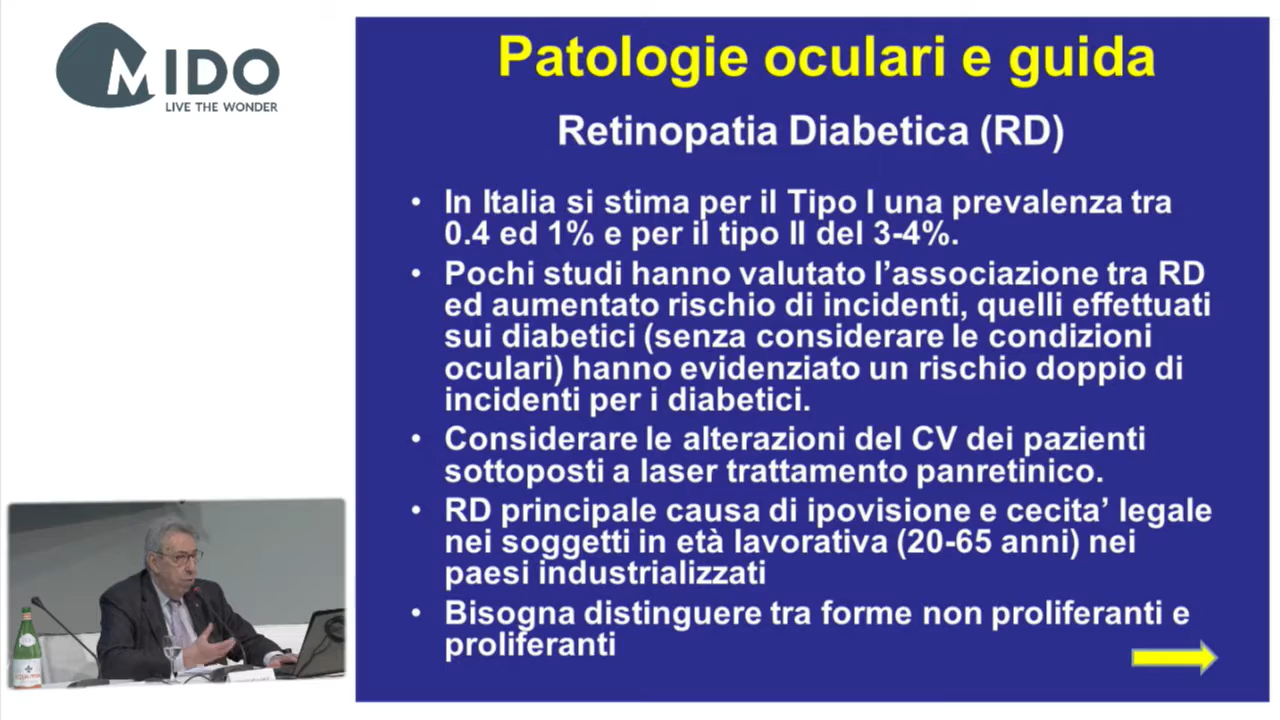 MIDO
LIVE THE WONDER
Patologie oculari e guida
Retinopatia Diabetica (RD)
• In Italia si stima per il Tipo I una prevalenza tra
0.4 ed 1% e per il tipo II del 3-4%.
• Pochi studi hanno valutato l'associazione tra RD
ed aumentato rischio di incidenti, quelli effettuati
sui diabetici (senza considerare le condizioni
oculari) hanno evidenziato un rischio doppio di
incidenti per i diabetici.
• Considerare le alterazioni del CV dei pazienti
sottoposti a laser trattamento panretinico.
• RD principale causa di ipovisione e cecita' legale
nei soggetti in età lavorativa (20-65 anni) nei
paesi industrializzati
• Bisogna distinguere tra forme non proliferanti e
proliferanti